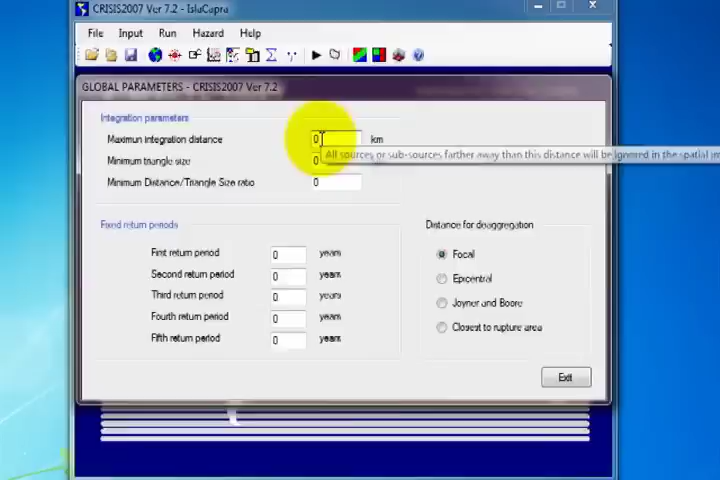 CRISIS2007 Ver 7.2 - IslaCapra
File Input Run Hazard Help
GLOBAL PARAMETERS - CRISIS2007 Ver 7.2
Integration parameters
Maximun integration distance 0 km
All sources or sub-sources farther away than this distance will be ignored in the spatial
Minimum triangle size 0
Minimum Distance/Triangle Size ratio 0
Fixed return periods
First return period 0 years
Second return period 0 years
Third return period 0 years
Fourth return period 0 years
Fifth return period 0 years
Distance for deaggregation
Focal
Epicentral
Joyner and Boore
Closest to rupture area
Exit